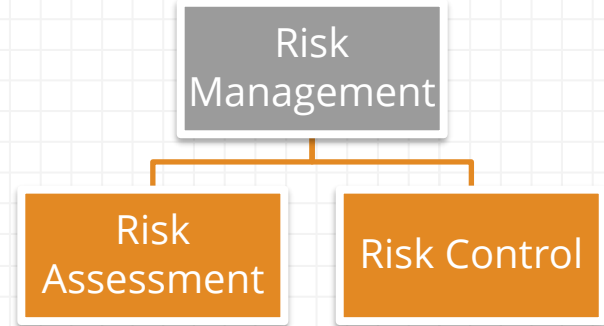 Risk
Management
Risk
Assessment
Risk Control